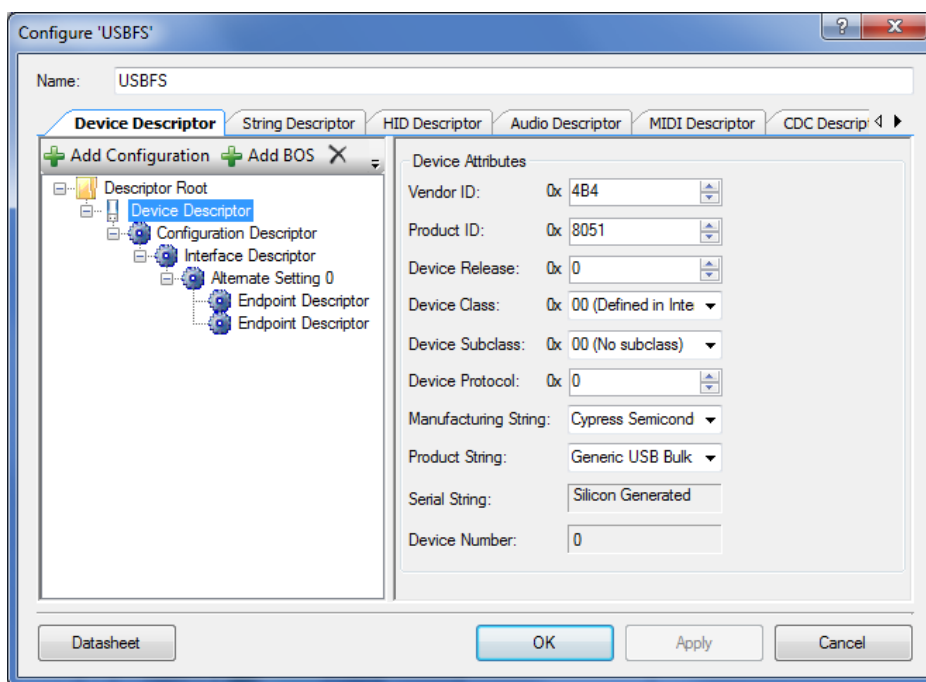 Configure 'USBFS'
Name: USBFS
Device Descriptor String Descriptor HID Descriptor Audio Descriptor MIDI Descriptor CDC Descrip
Add Configuration Add BOS
Descriptor Root
Device Descriptor
Configuration Descriptor
Interface Descriptor
Alternate Setting 0
Endpoint Descriptor
Endpoint Descriptor
Device Attributes
Vendor ID: 0x 4B4
Product ID: 0x 8051
Device Release: 0x 0
Device Class: 0x 00 (Defined in Inte
Device Subclass: 0x 00 (No subclass)
Device Protocol: 0x 0
Manufacturing String: Cypress Semicond
Product String: Generic USB Bulk
Serial String: Silicon Generated
Device Number: 0
Datasheet OK Apply Cancel